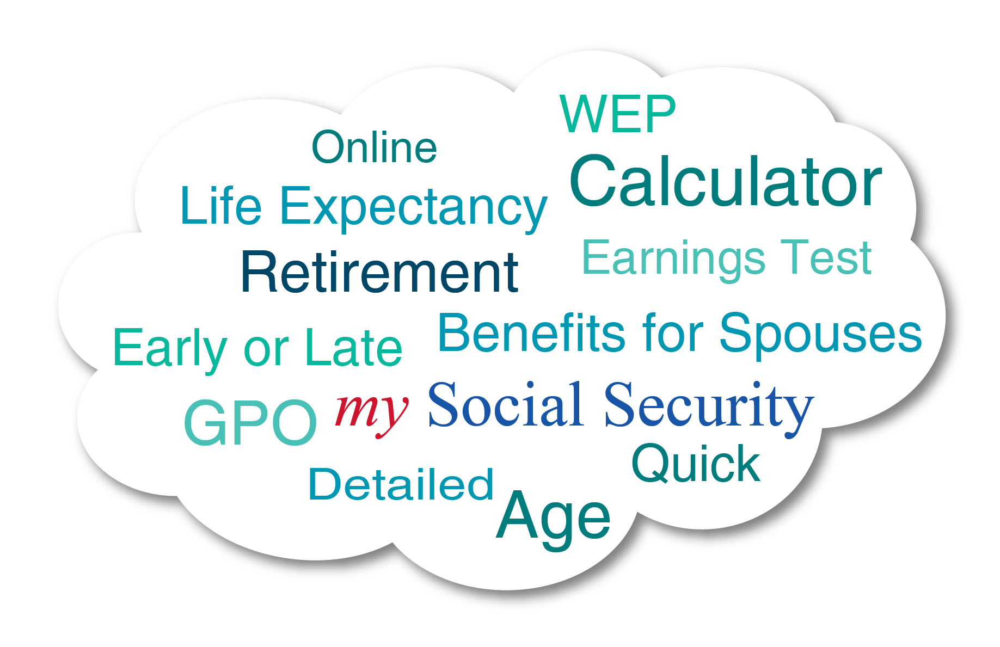 WEP
Online
Calculator
Life Expectancy
Earnings Test
Retirement
Benefits for Spouses
Early or Late
my Social Security
GPO
Quick
Detailed
Age